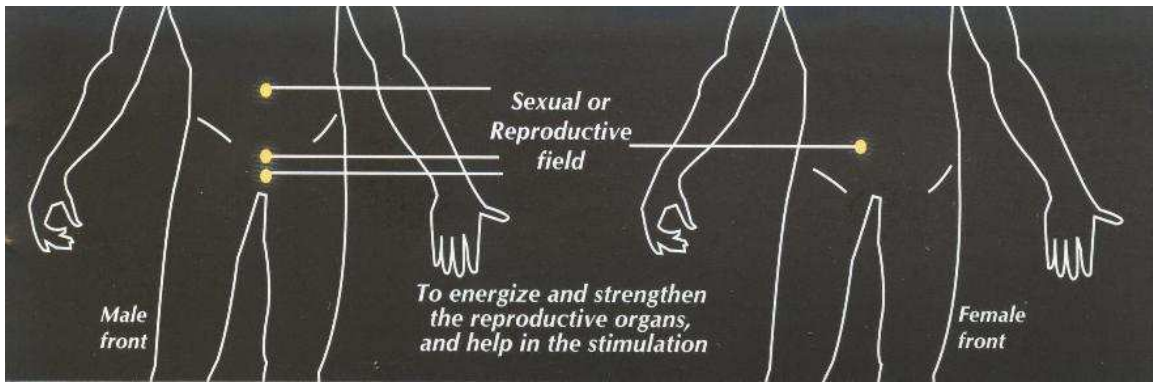 Sexual or
Reproductive
field
To energize and strengthen
the reproductive organs,
and help in the stimulation
Male
front
Female
front